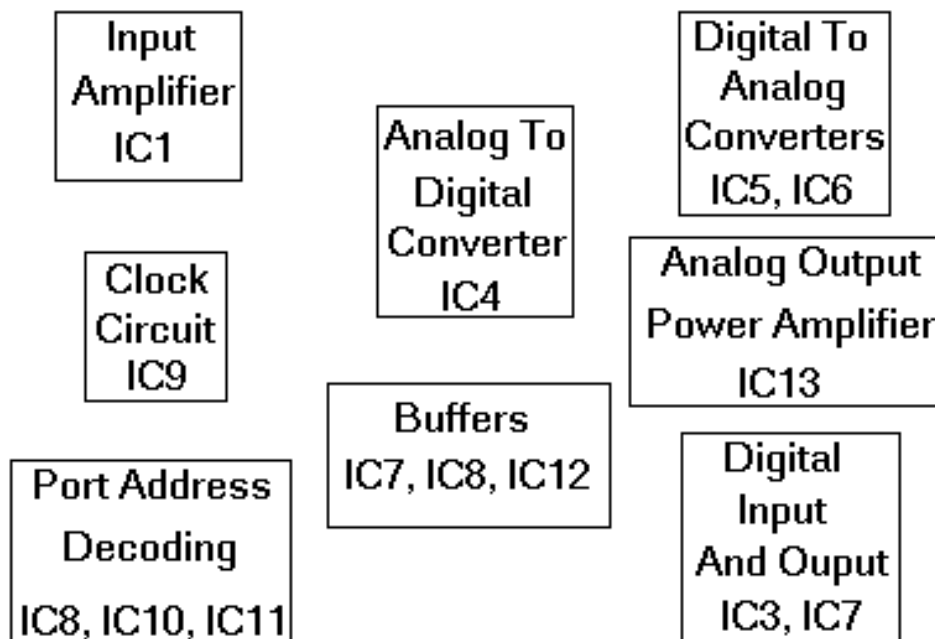 Input
Amplifier
IC1
Clock
Circuit
IC9
Port Address
Decoding
IC8, IC10, IC11
Analog To
Digital
Converter
IC4
Buffers
IC7, IC8, IC12
Digital To
Analog
Converters
IC5, IC6
Analog Output
Power Amplifier
IC13
Digital
Input
And Ouput
IC3, IC7